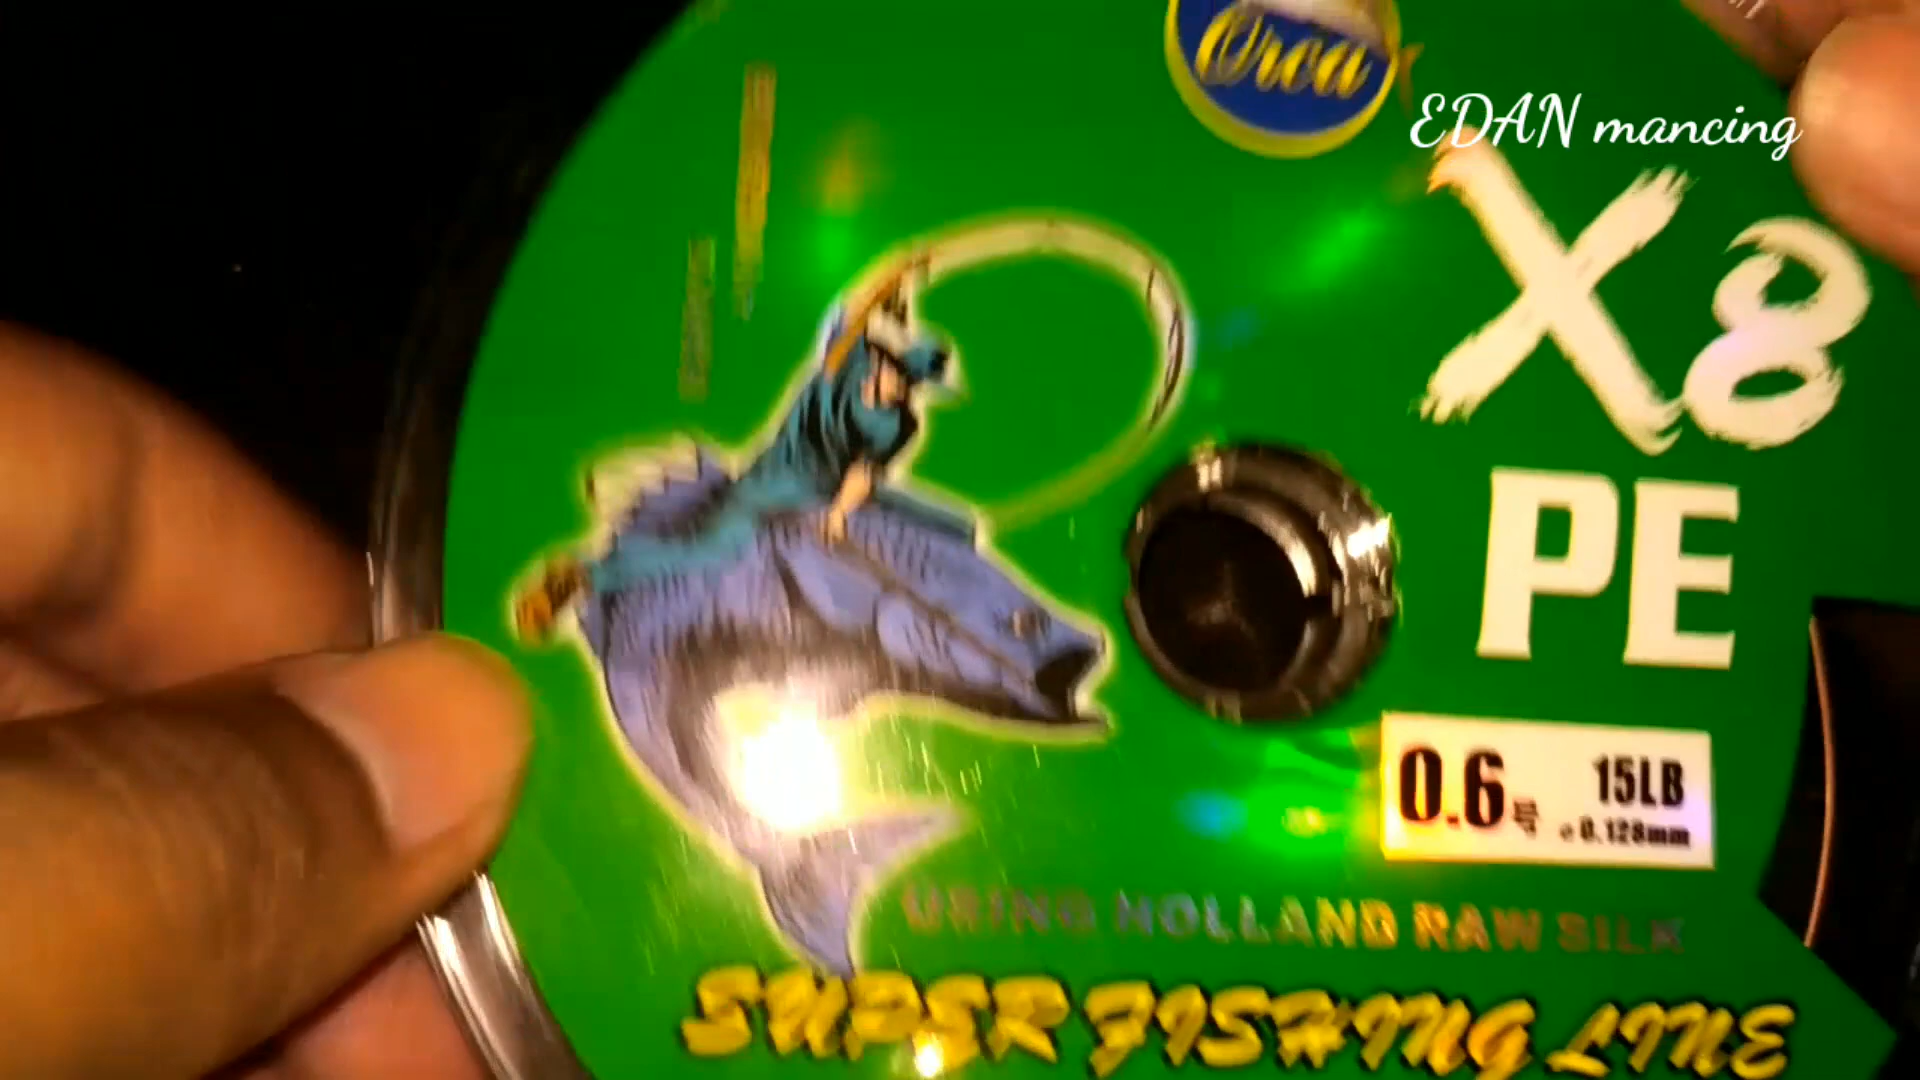 Orca
EDAN mancing
X8
PE
0.6号 15LB
⌀0.128mm
USING HOLLAND RAW SILK
SUPER FISHING LINE